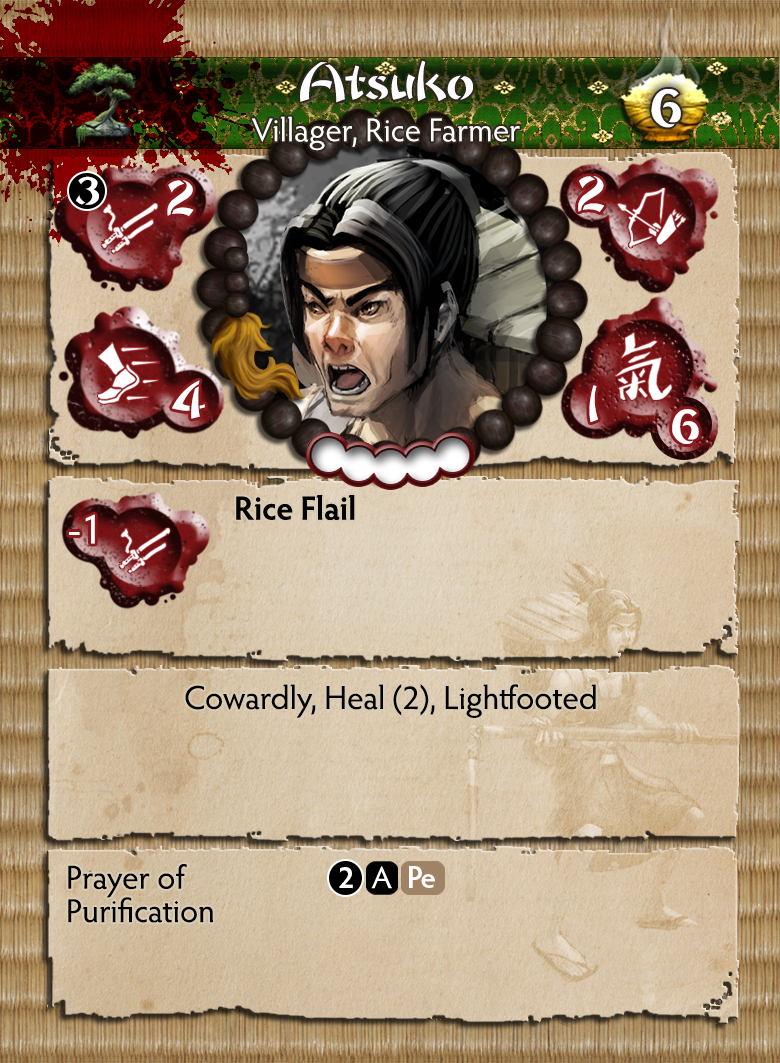 Atsuko
6
Villager, Rice Farmer
3 2
2
4
氣
1 6
-1
Rice Flail
Cowardly, Heal (2), Lightfooted
Prayer of 2 A Pe
Purification